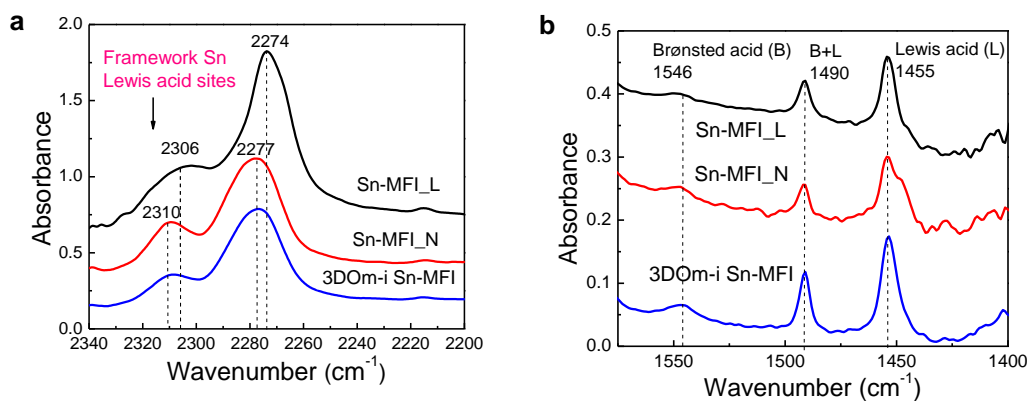 a
Absorbance
2.0
1.5
1.0
0.5
0.0
Framework Sn
Lewis acid sites
2274
2306
2277
2310
Sn-MFI_L
Sn-MFI_N
3DOm-i Sn-MFI
2340 2320 2300 2280 2260 2240 2220 2200
Wavenumber (cm⁻¹)
b
Absorbance
0.5
0.4
0.3
0.2
0.1
0.0
Brønsted acid (B)
1546
B+L
1490
Lewis acid (L)
1455
Sn-MFI_L
Sn-MFI_N
3DOm-i Sn-MFI
1550 1500 1450 1400
Wavenumber (cm⁻¹)